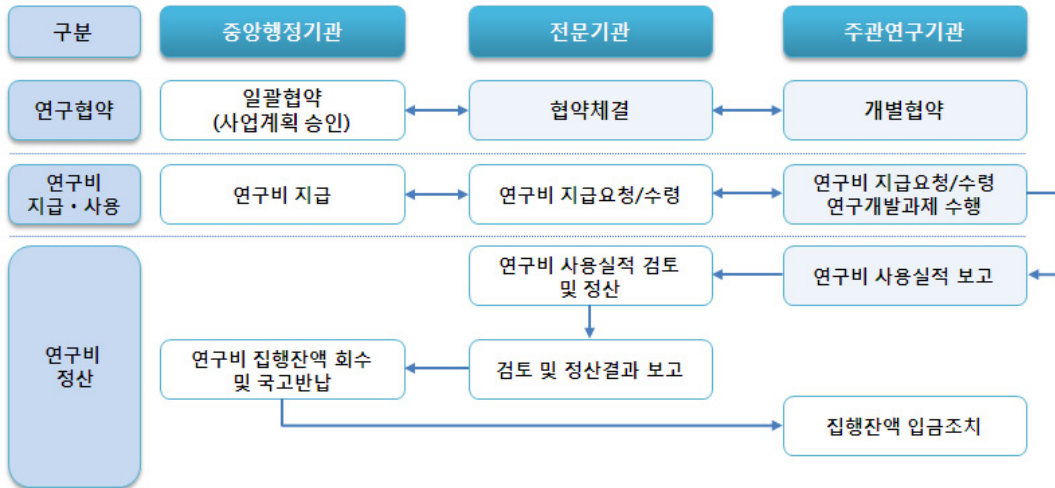 구분
중앙행정기관
전문기관
주관연구기관
연구협약
일괄협약
(사업계획 승인)
협약체결
개별협약
연구비
지급・사용
연구비 지급
연구비 지급요청/수령
연구비 지급요청/수령
연구개발과제 수행
연구비
정산
연구비 사용실적 검토
및 정산
연구비 사용실적 보고
연구비 집행잔액 회수
및 국고반납
검토 및 정산결과 보고
집행잔액 입금조치